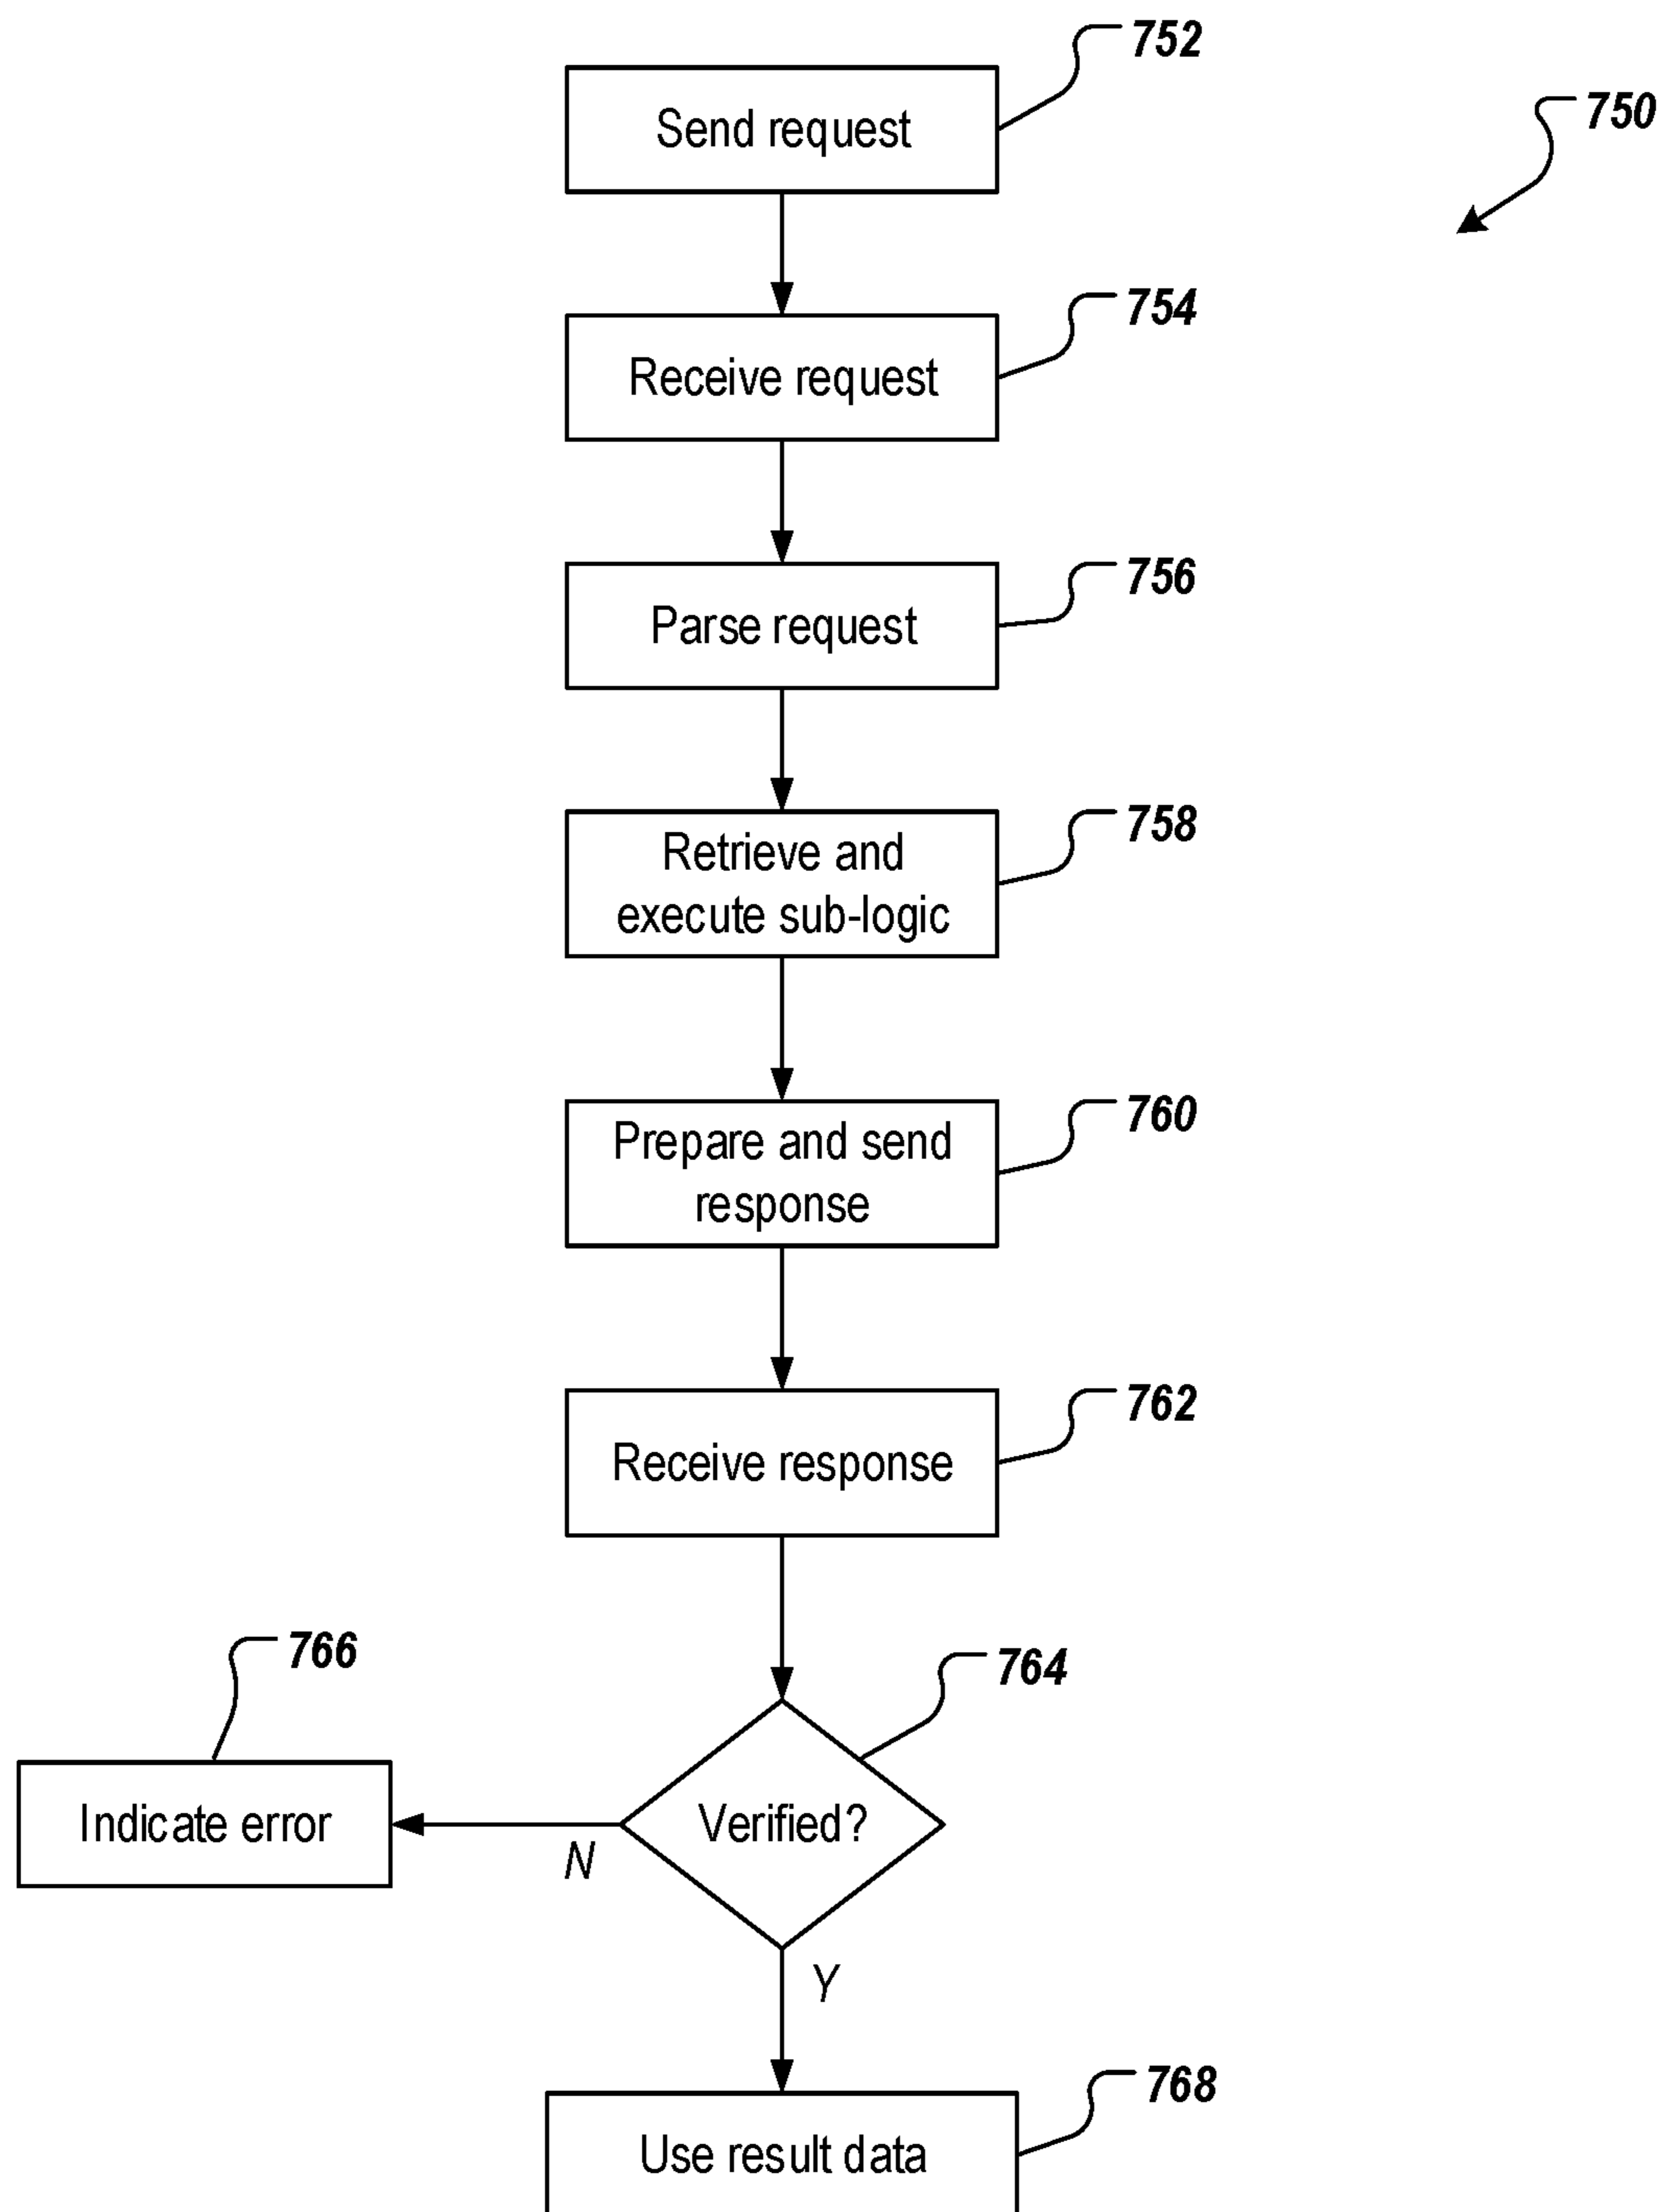 752
Send request
750
754
Receive request
756
Parse request
758
Retrieve and
execute sub-logic
760
Prepare and send
response
762
Receive response
766
764
Indicate error
Verified?
N
Y
768
Use result data